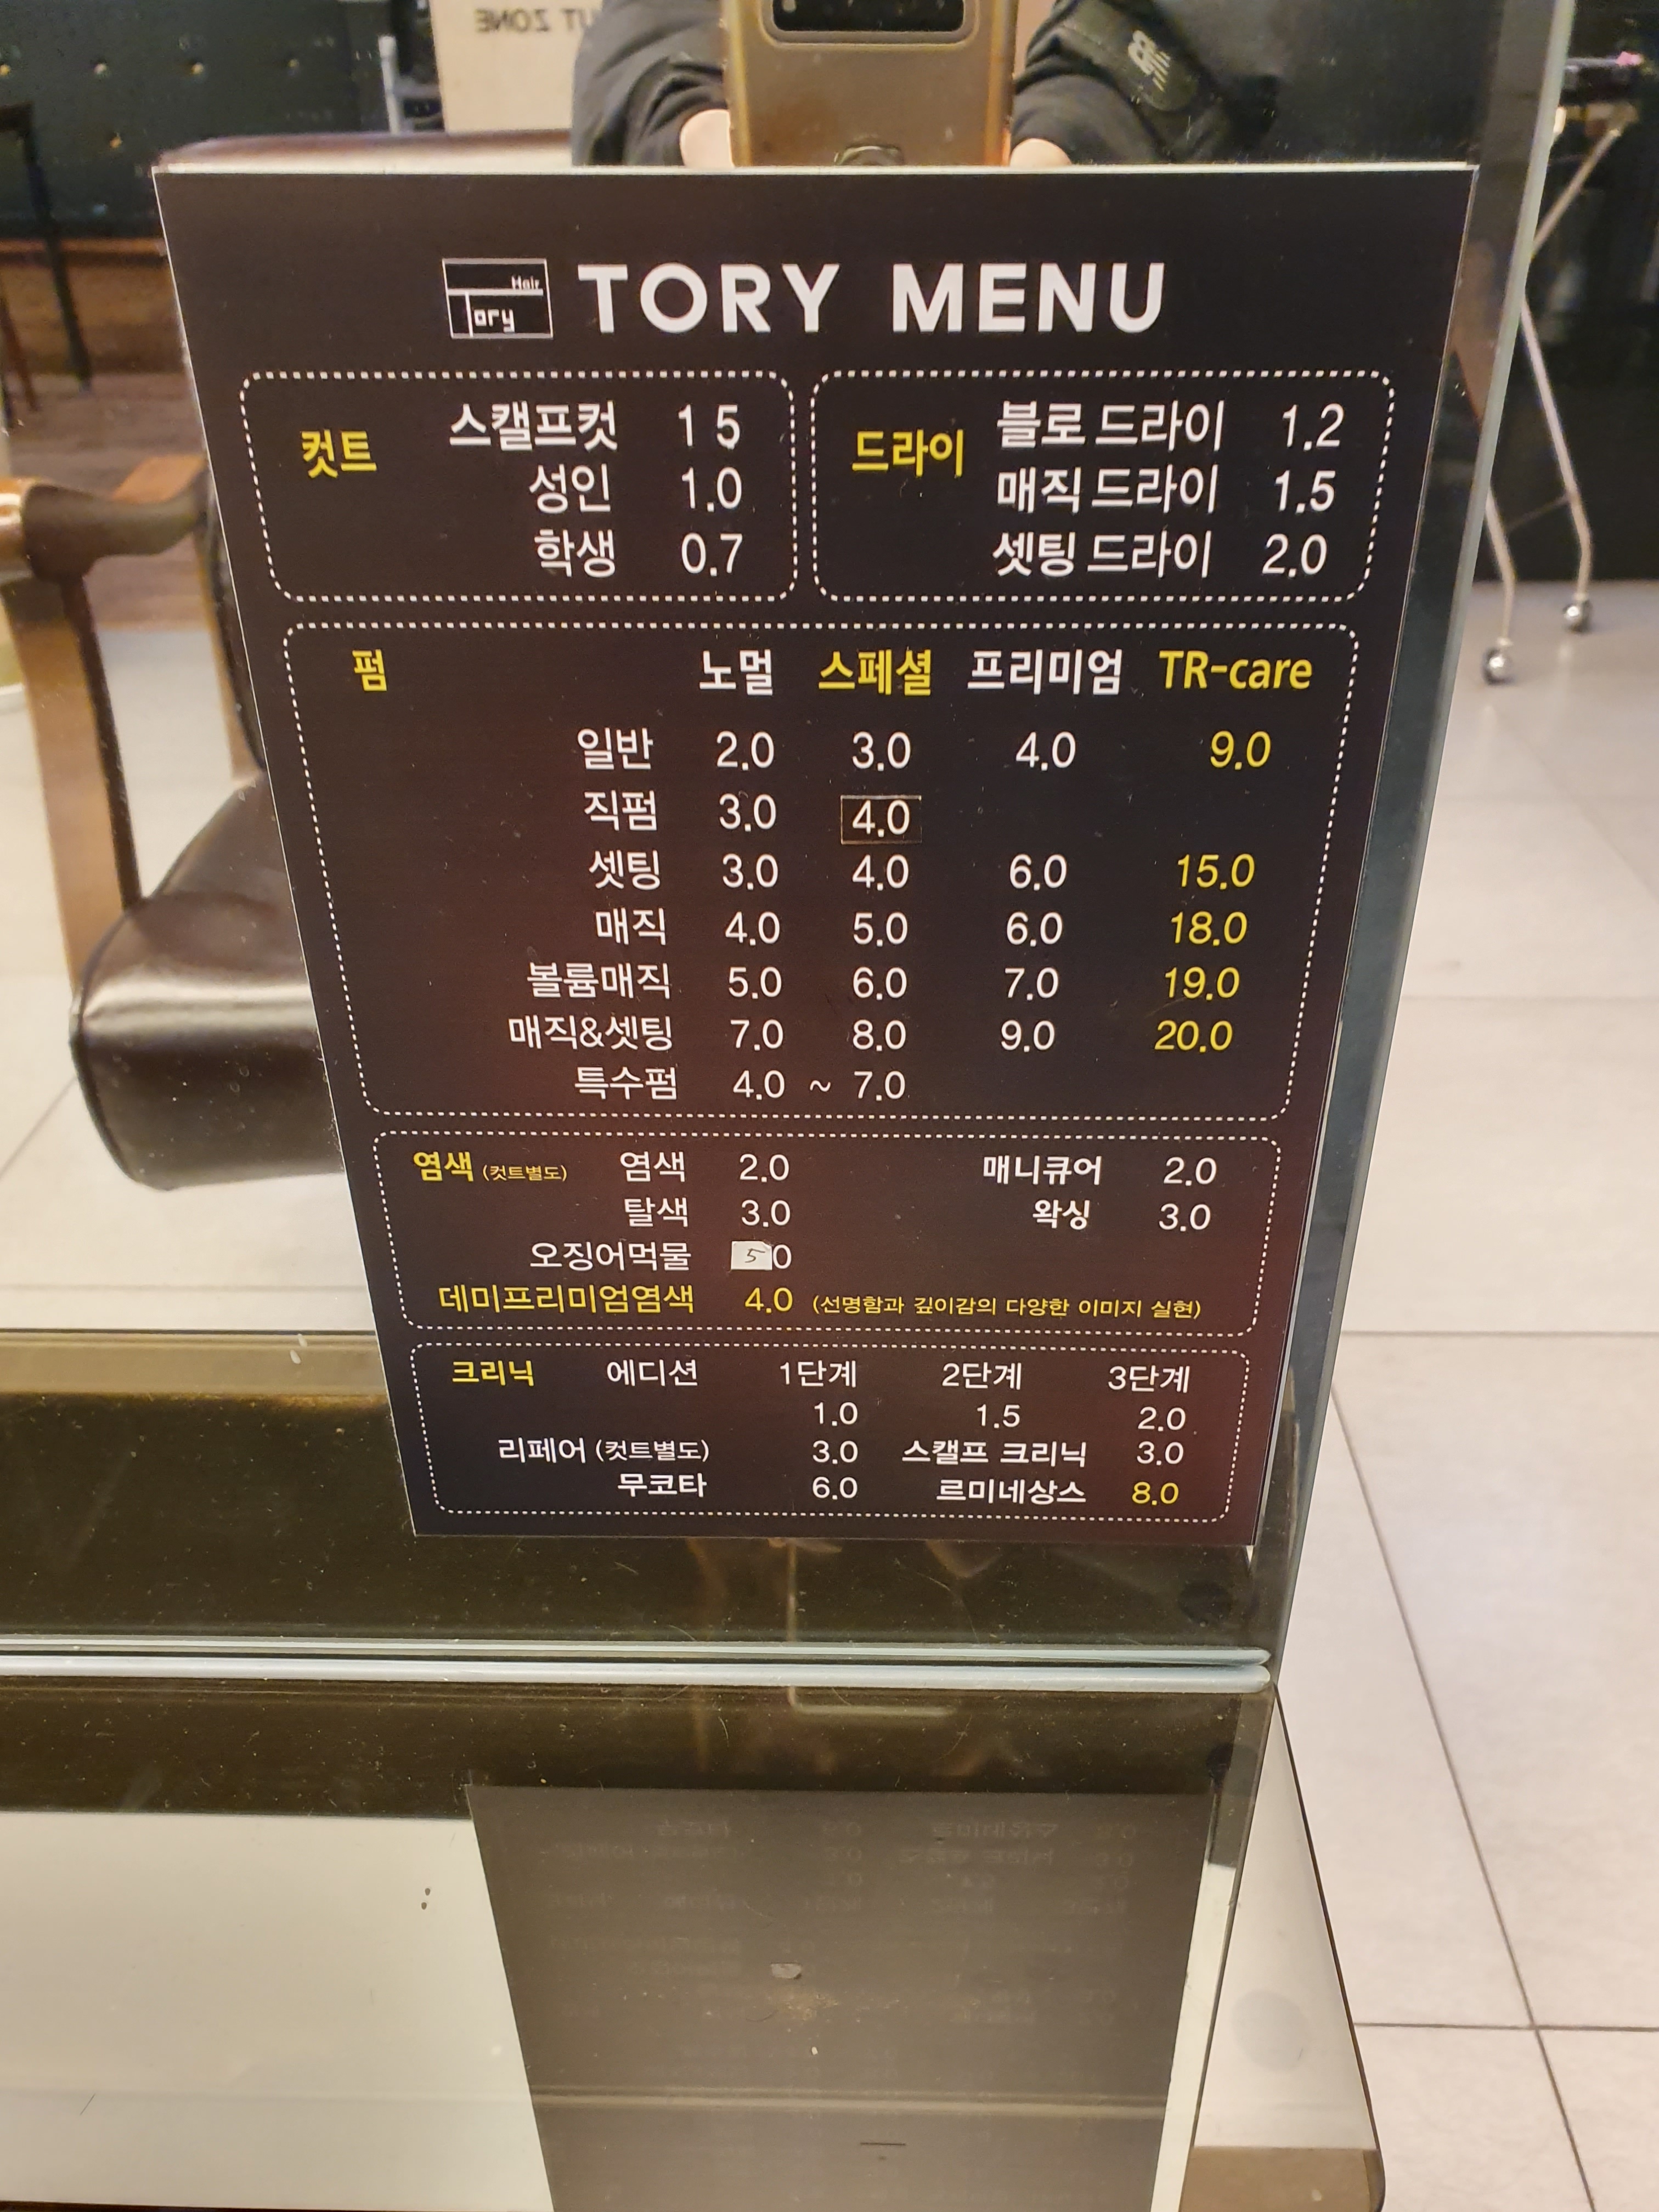 TUO ZONE
Hair
Tory
TORY MENU
컷트 스캘프컷 1 5
성인 1.0
학생 0.7
드라이 블로 드라이 1.2
매직 드라이 1.5
셋팅 드라이 2.0
펌 노멀 스페셜 프리미엄 TR-care
일반 2.0 3.0 4.0 9.0
직펌 3.0 4.0
셋팅 3.0 4.0 6.0 15.0
매직 4.0 5.0 6.0 18.0
볼륨매직 5.0 6.0 7.0 19.0
매직&셋팅 7.0 8.0 9.0 20.0
특수펌 4.0 ~ 7.0
염색 (컷트별도) 염색 2.0 매니큐어 2.0
탈색 3.0 왁싱 3.0
오징어먹물 5 0
데미프리미엄염색 4.0 (선명함과 깊이감의 다양한 이미지 실현)
크리닉 에디션 1단계 2단계 3단계
1.0 1.5 2.0
리페어 (컷트별도) 3.0 스캘프 크리닉 3.0
무코타 6.0 르미네상스 8.0